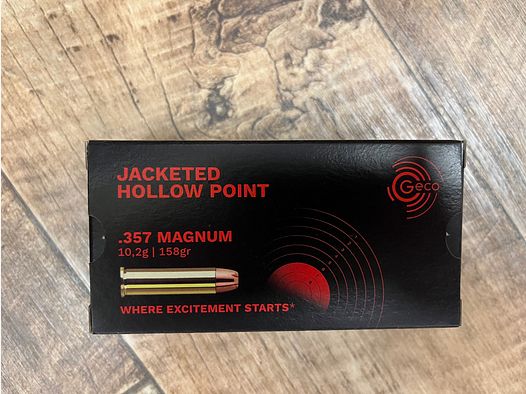 JACKETED
HOLLOW POINT
Geco
.357 MAGNUM
10,2g | 158gr
WHERE EXCITEMENT STARTS*